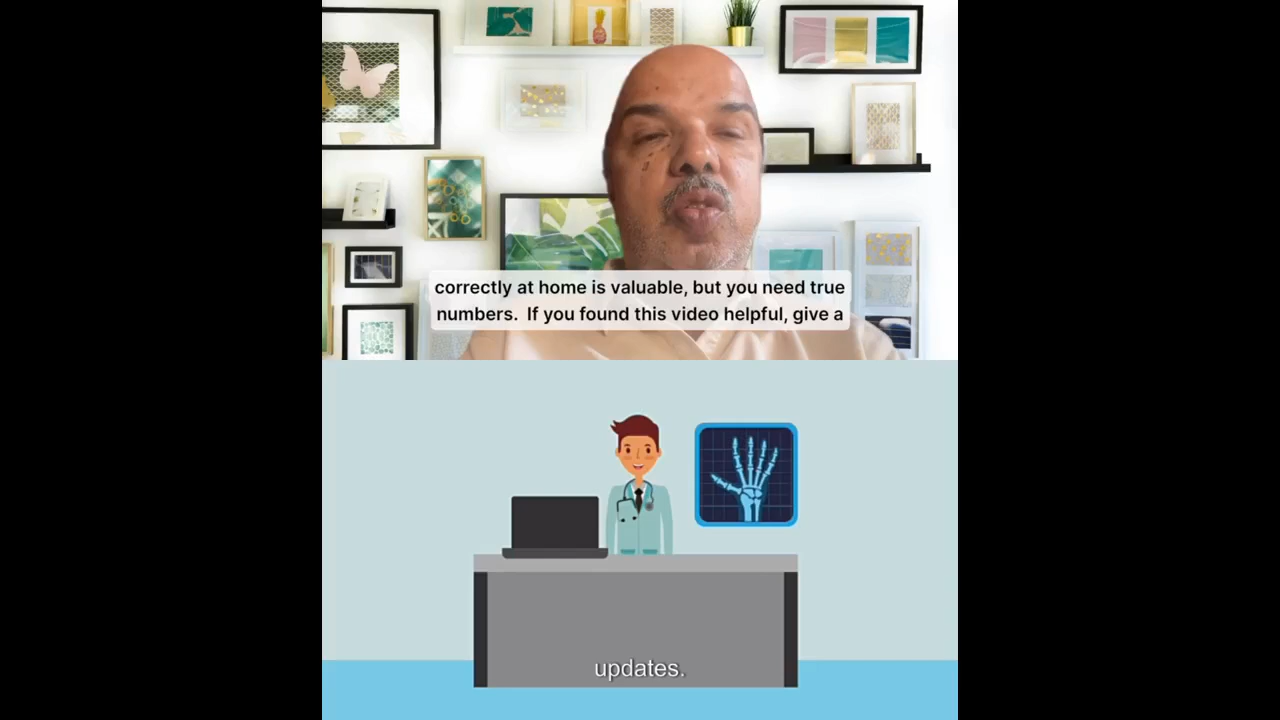 correctly at home is valuable, but you need true
numbers.  If you found this video helpful, give a
updates.